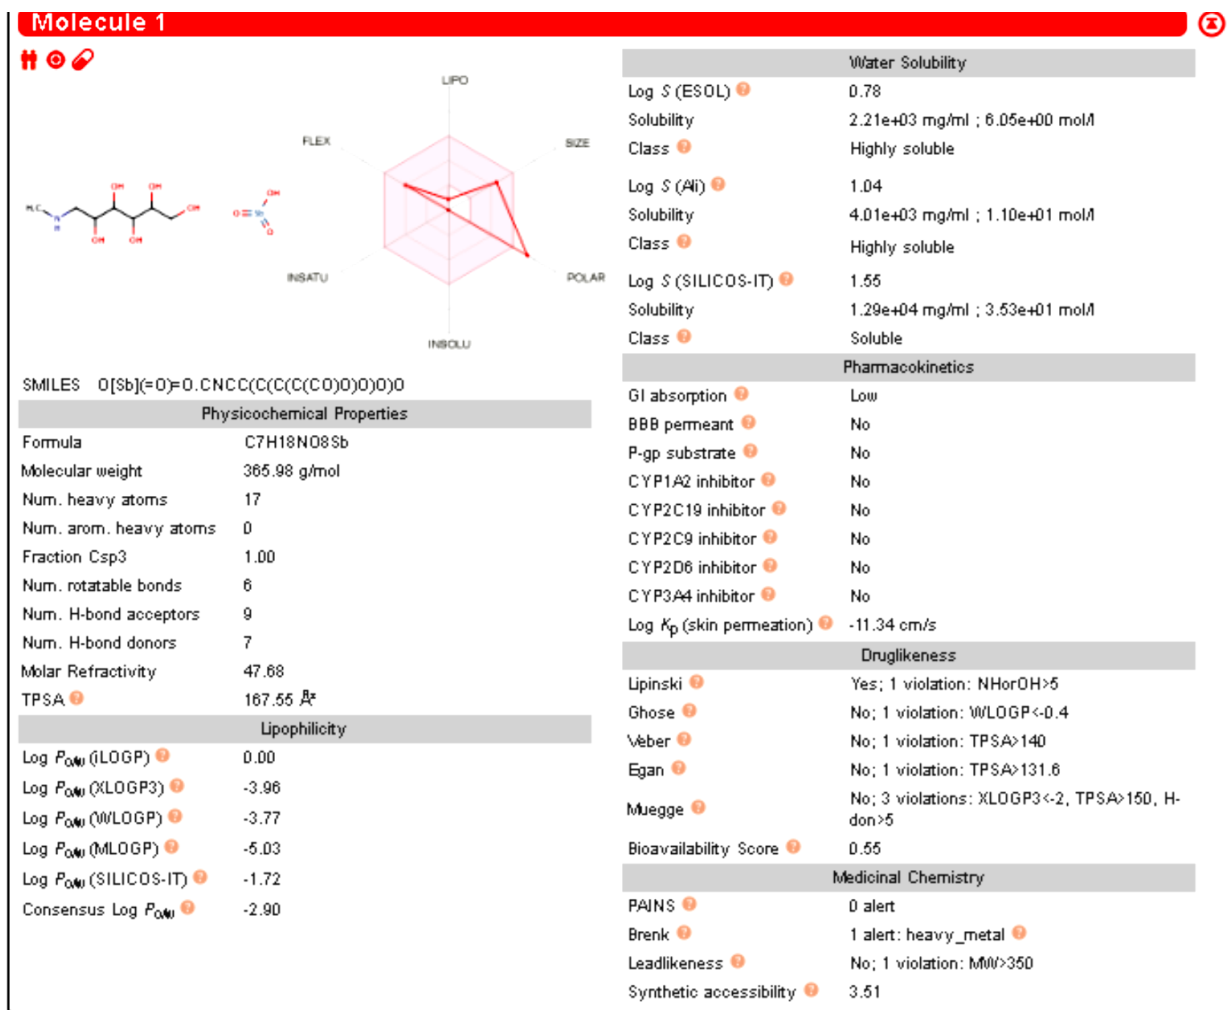 Molecule 1
LIPO
FLEX
SIZE
OH OH
OH
H₃C
N
H
OH
OH OH
OH
O
Sb
O
INSATU
POLAR
INSOLU
SMILES O[Sb](=O)=O.CNCC(C(C(C(CO)O)O)O)O
Physicochemical Properties
Formula C7H18NO8Sb
Molecular weight 365.98 g/mol
Num. heavy atoms 17
Num. arom. heavy atoms 0
Fraction Csp3 1.00
Num. rotatable bonds 6
Num. H-bond acceptors 9
Num. H-bond donors 7
Molar Refractivity 47.68
TPSA ? 167.55 Å²
Lipophilicity
Log Po/w (iLOGP) ? 0.00
Log Po/w (XLOGP3) ? -3.96
Log Po/w (WLOGP) ? -3.77
Log Po/w (MLOGP) ? -5.03
Log Po/w (SILICOS-IT) ? -1.72
Consensus Log Po/w ? -2.90
Water Solubility
Log S (ESOL) ? 0.78
Solubility 2.21e+03 mg/ml ; 6.05e+00 mol/l
Class ? Highly soluble
Log S (Ali) ? 1.04
Solubility 4.01e+03 mg/ml ; 1.10e+01 mol/l
Class ? Highly soluble
Log S (SILICOS-IT) ? 1.55
Solubility 1.29e+04 mg/ml ; 3.53e+01 mol/l
Class ? Soluble
Pharmacokinetics
GI absorption ? Low
BBB permeant ? No
P-gp substrate ? No
CYP1A2 inhibitor ? No
CYP2C19 inhibitor ? No
CYP2C9 inhibitor ? No
CYP2D6 inhibitor ? No
CYP3A4 inhibitor ? No
Log Kp (skin permeation) ? -11.34 cm/s
Druglikeness
Lipinski ? Yes; 1 violation: NHorOH>5
Ghose ? No; 1 violation: WLOGP<-0.4
Veber ? No; 1 violation: TPSA>140
Egan ? No; 1 violation: TPSA>131.6
Muegge ? No; 3 violations: XLOGP3<-2, TPSA>150, H-
don>5
Bioavailability Score ? 0.55
Medicinal Chemistry
PAINS ? 0 alert
Brenk ? 1 alert: heavy_metal ?
Leadlikeness ? No; 1 violation: MW>350
Synthetic accessibility ? 3.51